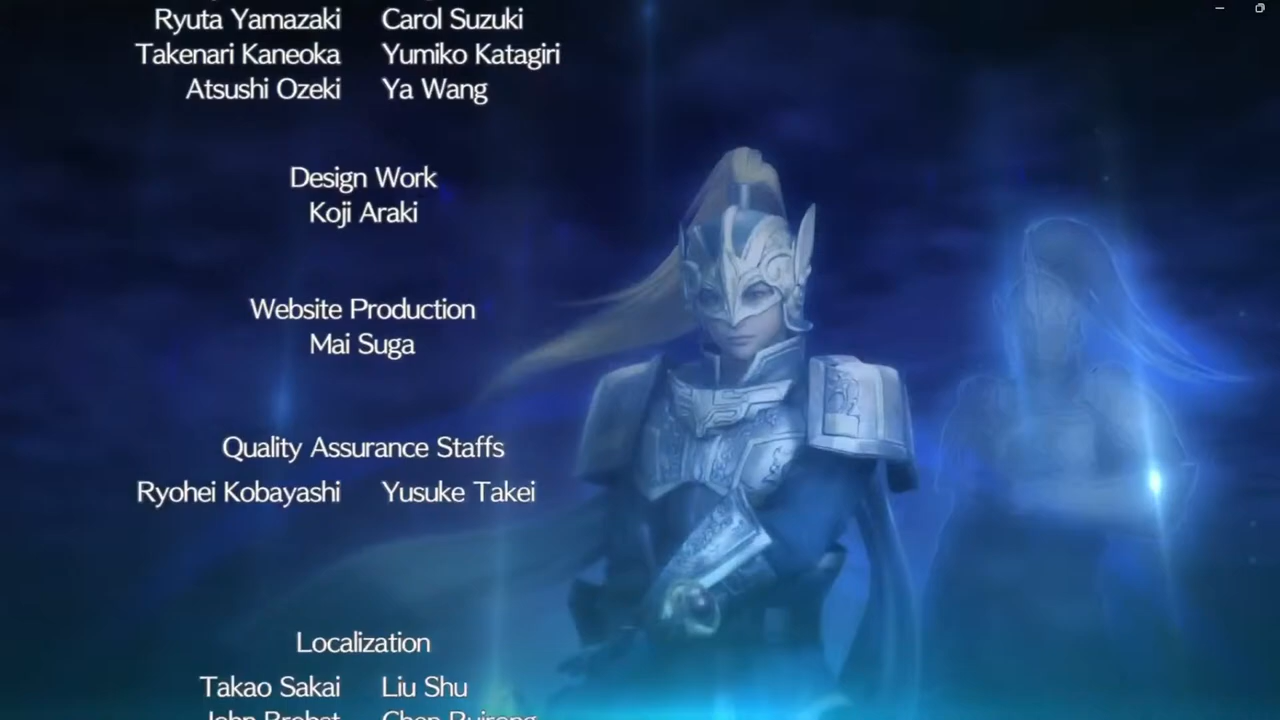 Ryuta Yamazaki Carol Suzuki
Takenari Kaneoka Yumiko Katagiri
Atsushi Ozeki Ya Wang
Design Work
Koji Araki
Website Production
Mai Suga
Quality Assurance Staffs
Ryohei Kobayashi Yusuke Takei
Localization
Takao Sakai Liu Shu
John